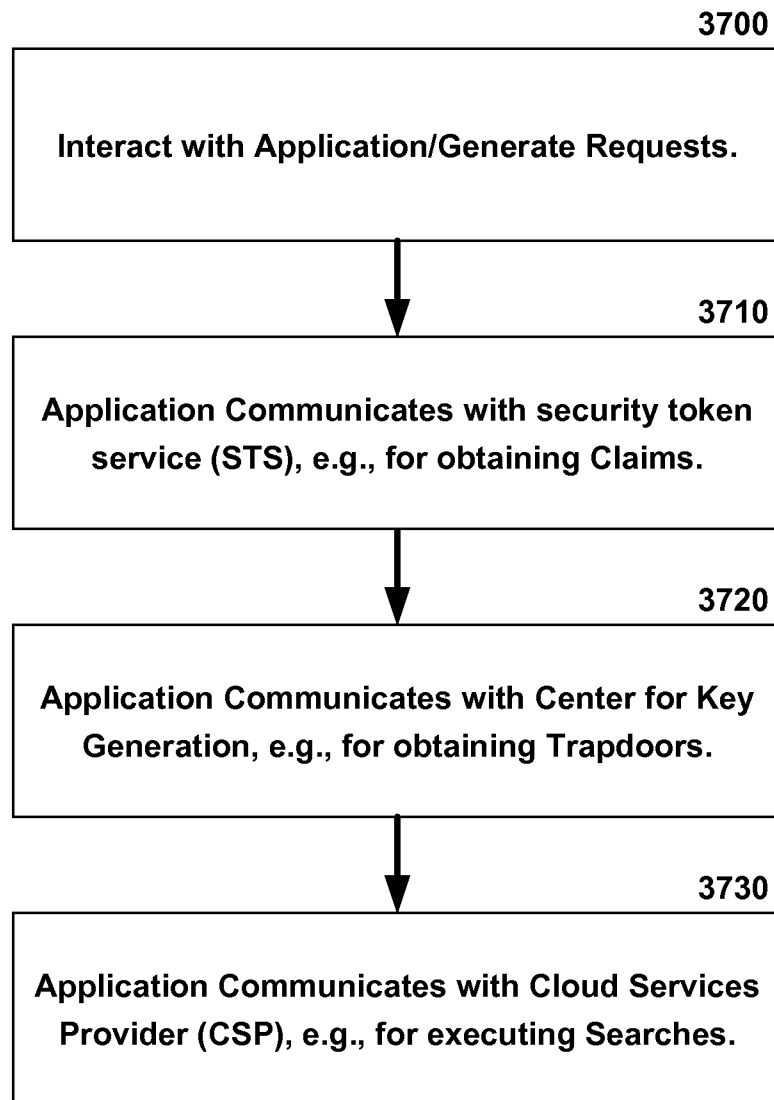 3700
Interact with Application/Generate Requests.
3710
Application Communicates with security token
service (STS), e.g., for obtaining Claims.
3720
Application Communicates with Center for Key
Generation, e.g., for obtaining Trapdoors.
3730
Application Communicates with Cloud Services
Provider (CSP), e.g., for executing Searches.